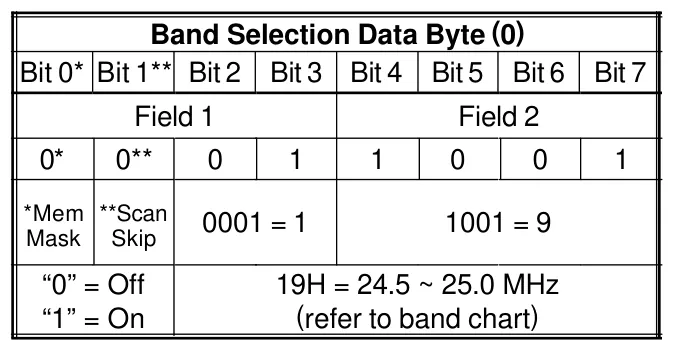 Band Selection Data Byte (0)
Bit 0* Bit 1** Bit 2 Bit 3 Bit 4 Bit 5 Bit 6 Bit 7
Field 1 Field 2
0* 0** 0 1 1 0 0 1
*Mem
Mask
**Scan
Skip
0001 = 1
1001 = 9
“0” = Off
“1” = On
19H = 24.5 ~ 25.0 MHz
(refer to band chart)